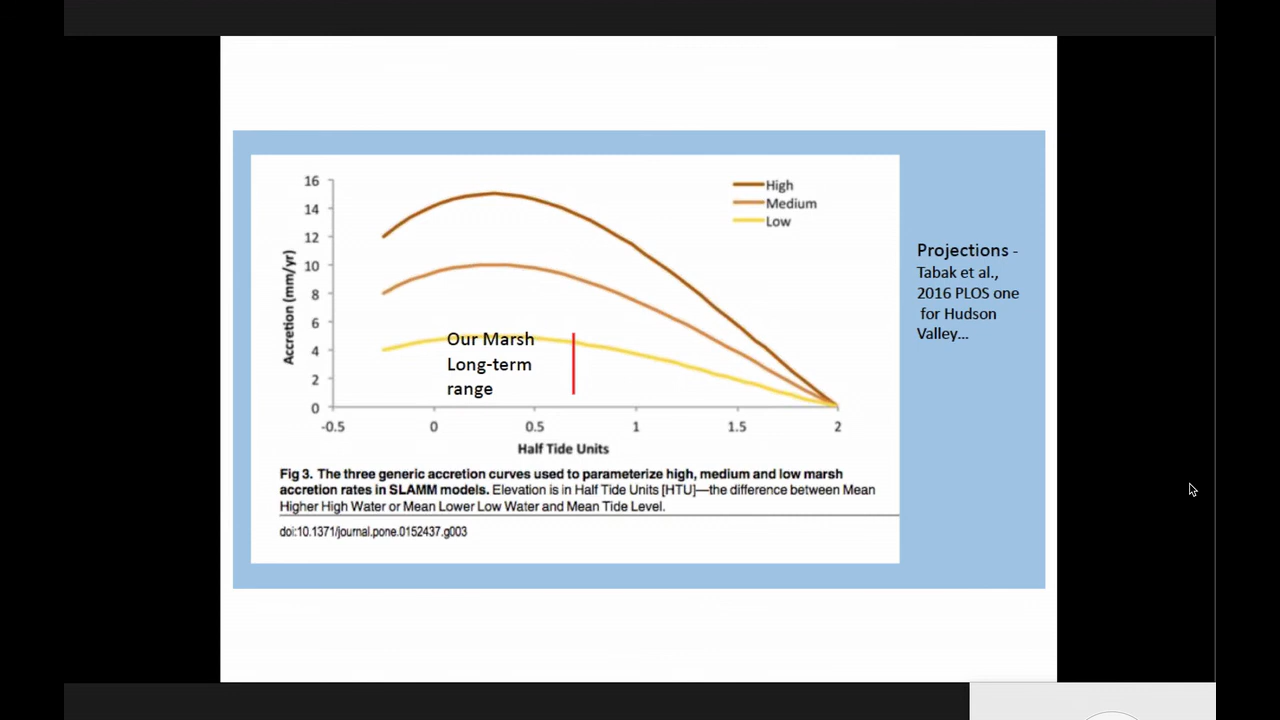 16
14
12
10
8
6
4
2
0
Accretion (mm/yr)
-0.5
0
0.5
1
1.5
2
Half Tide Units
High
Medium
Low
Our Marsh
Long-term
range
Fig 3. The three generic accretion curves used to parameterize high, medium and low marsh
accretion rates in SLAMM models. Elevation is in Half Tide Units [HTU]—the difference between Mean
Higher High Water or Mean Lower Low Water and Mean Tide Level.
doi:10.1371/journal.pone.0152437.g003
Projections -
Tabak et al.,
2016 PLOS one
for Hudson
Valley...